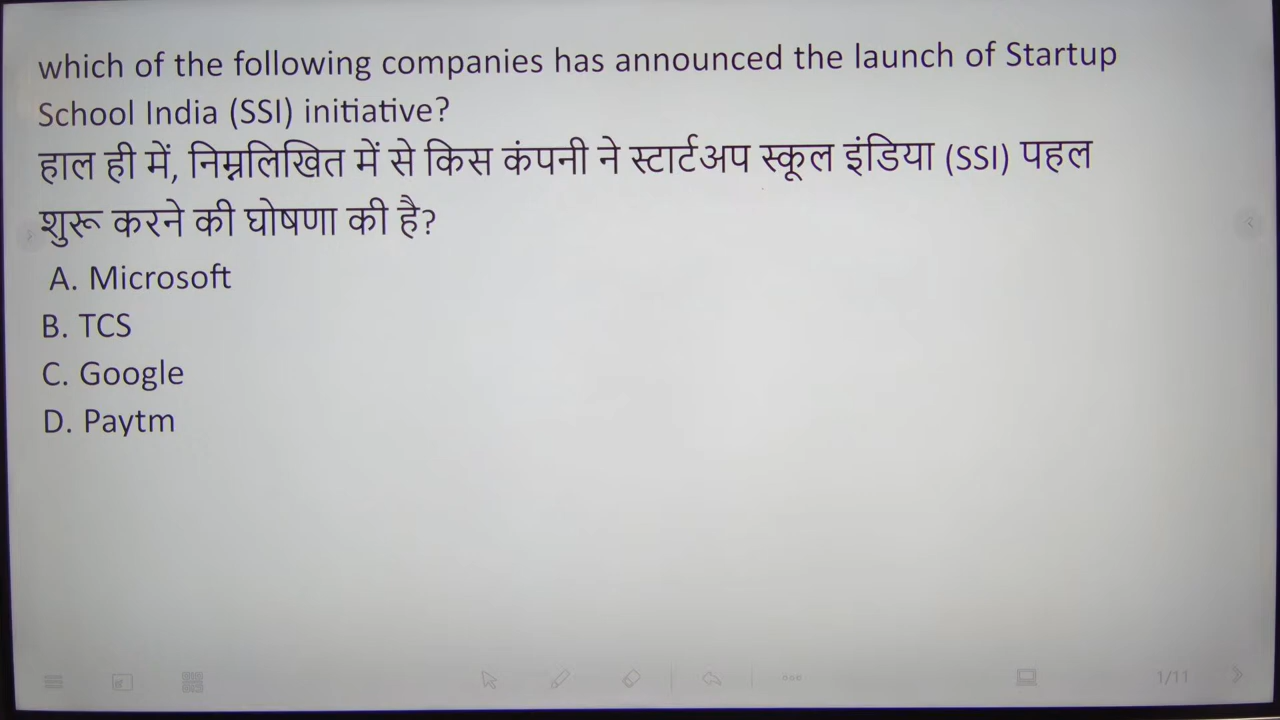 which of the following companies has announced the launch of Startup
School India (SSI) initiative?
हाल ही में, निम्नलिखित में से किस कंपनी ने स्टार्टअप स्कूल इंडिया (SSI) पहल
शुरू करने की घोषणा की है?
A. Microsoft
B. TCS
C. Google
D. Paytm
1/11